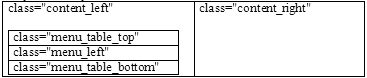 class="content_left"
class="content_right"
class="menu_table_top"
class="menu_left"
class="menu_table_bottom"